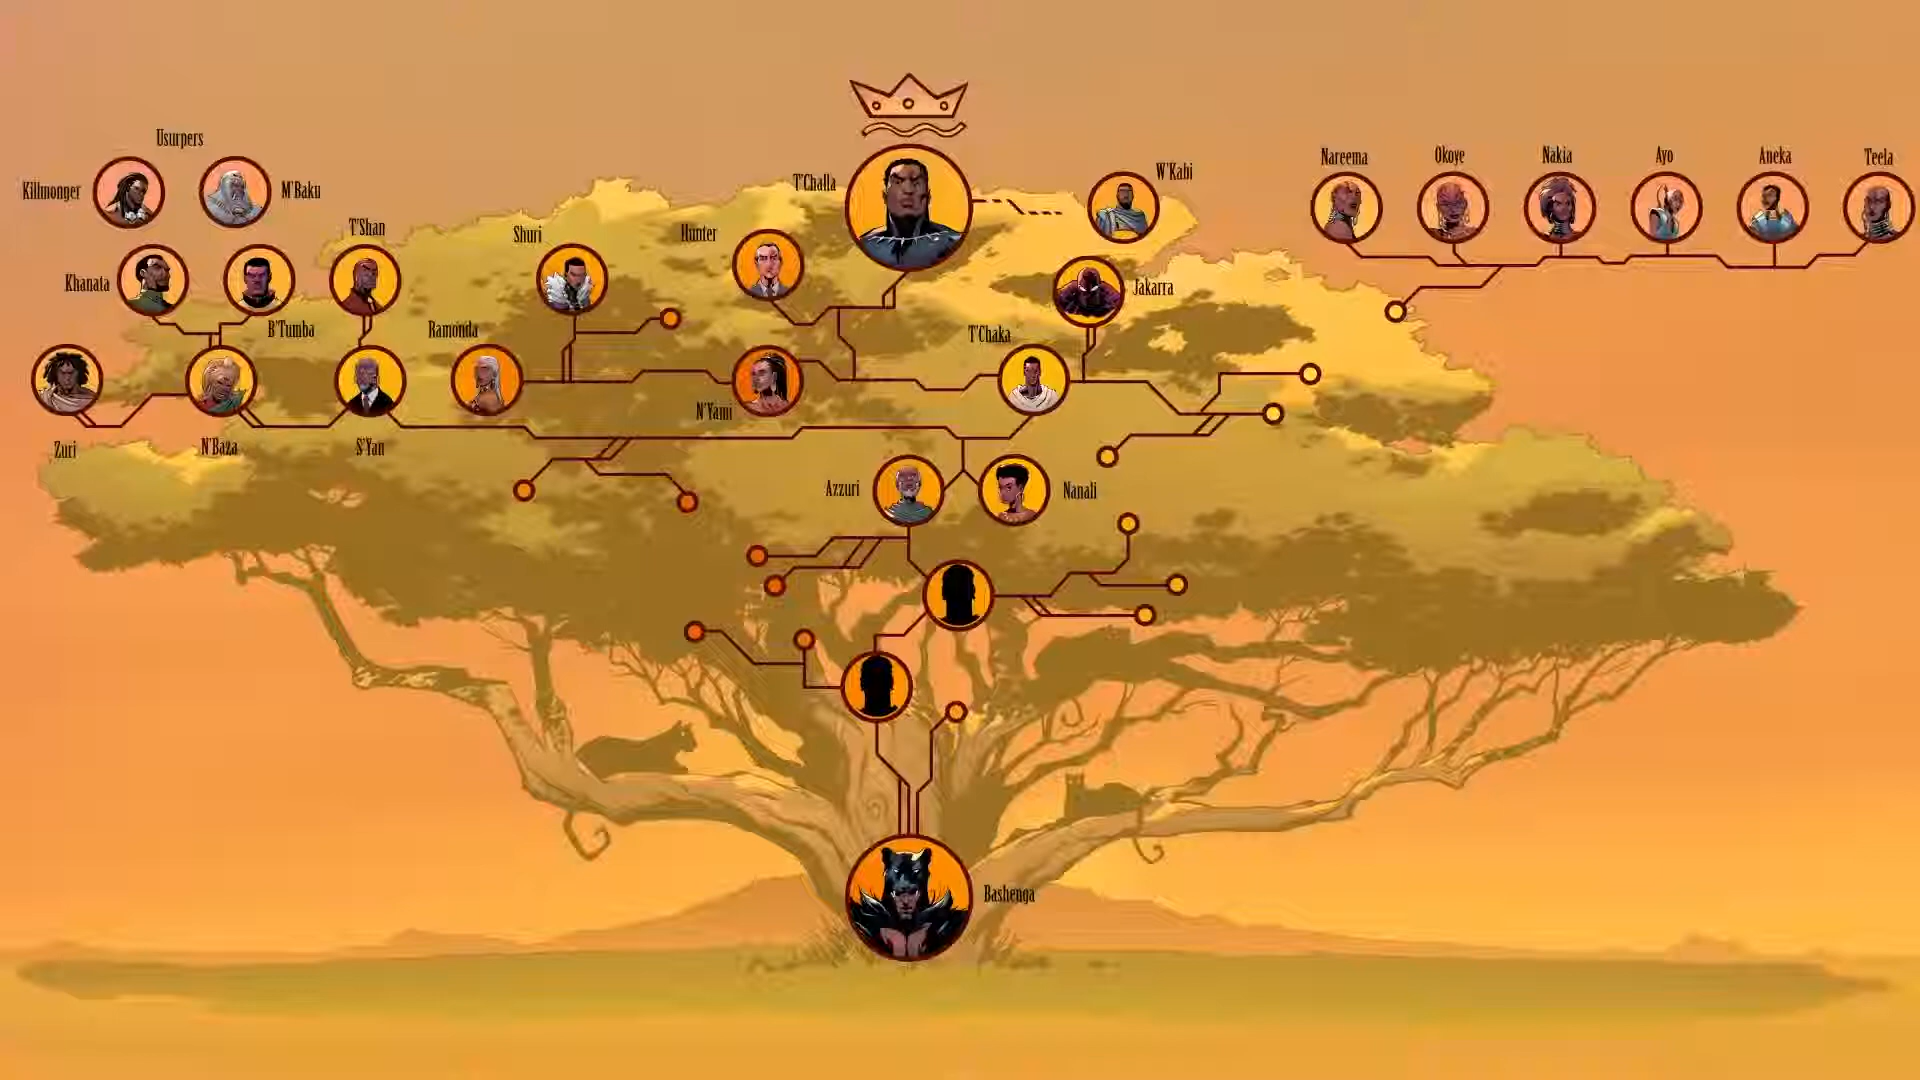 Usurpers
Killmonger
M'Baku
T'Challa
W'Kabi
Nareema
Okoye
Nakia
Ayo
Aneka
Teela
T'Shan
Shuri
Hunter
Khanata
B'Tumba
Ramonda
Jakarra
T'Chaka
N'Yami
Zuri
N'Baza
S'Yan
Azzuri
Nanali
Bashenga